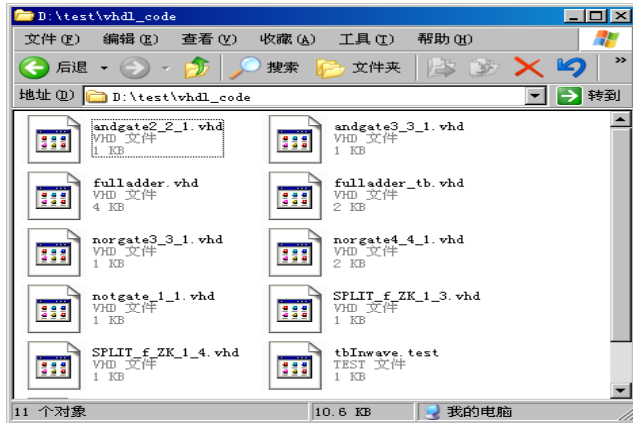 D:\test\vhdl_code
文件(F) 编辑(E) 查看(V) 收藏(A) 工具(T) 帮助(H)
后退 搜索 文件夹 »
地址(D) D:\test\vhdl_code 转到
andgate2_2_1.vhd
VHD 文件
1 KB
andgate3_3_1.vhd
VHD 文件
1 KB
fulladder.vhd
VHD 文件
4 KB
fulladder_tb.vhd
VHD 文件
2 KB
norgate3_3_1.vhd
VHD 文件
1 KB
norgate4_4_1.vhd
VHD 文件
2 KB
notgate_1_1.vhd
VHD 文件
1 KB
SPLIT_f_ZK_1_3.vhd
VHD 文件
1 KB
SPLIT_f_ZK_1_4.vhd
VHD 文件
1 KB
tbInwave.test
TEST 文件
1 KB
11 个对象 10.6 KB 我的电脑